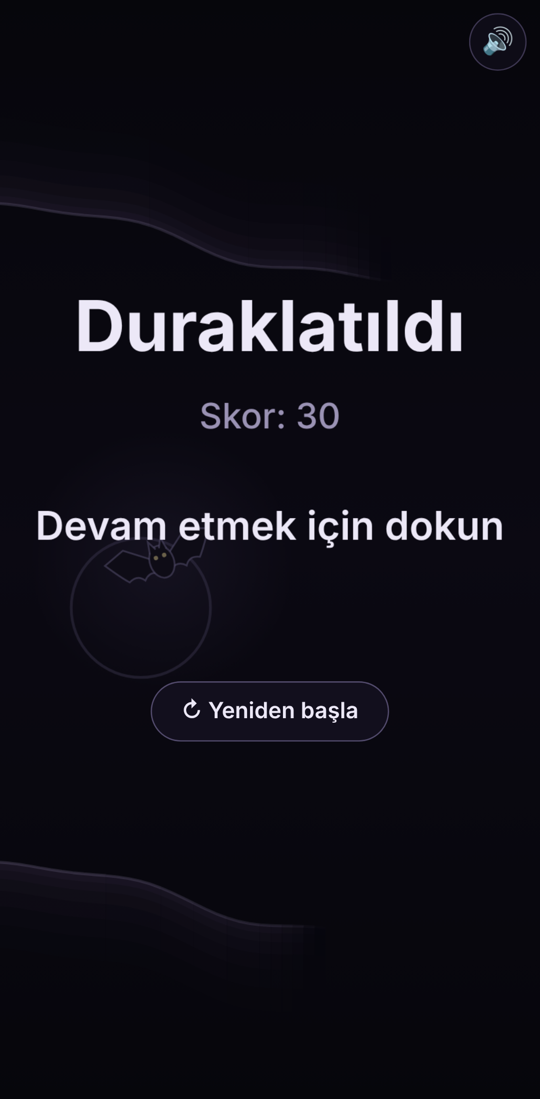 Duraklatıldı
Skor: 30
Devam etmek için dokun
↻ Yeniden başla